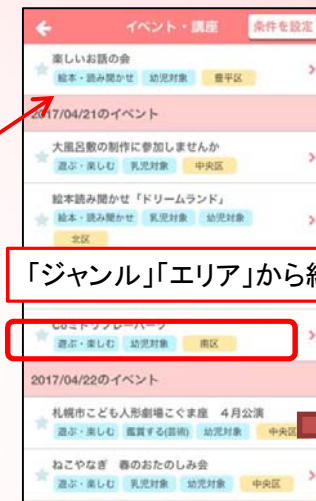 イベント・講座
条件を設定
楽しいお話の会
絵本・読み聞かせ 幼児対象 豊平区
2017/04/21のイベント
大風呂敷の制作に参加しませんか
遊ぶ・楽しむ 乳児対象 中央区
絵本読み聞かせ「ドリームランド」
絵本・読み聞かせ 乳児対象 幼児対象
北区
「ジャンル」「エリア」から
遊ぶ・楽しむ 幼児対象 南区
2017/04/22のイベント
札幌市こども人形劇場こぐま座 4月公演
遊ぶ・楽しむ 鑑賞する(芸術) 幼児対象 中央区
ねこやなぎ 春のおたのしみ会
遊ぶ・楽しむ 乳児対象 幼児対象 中央区